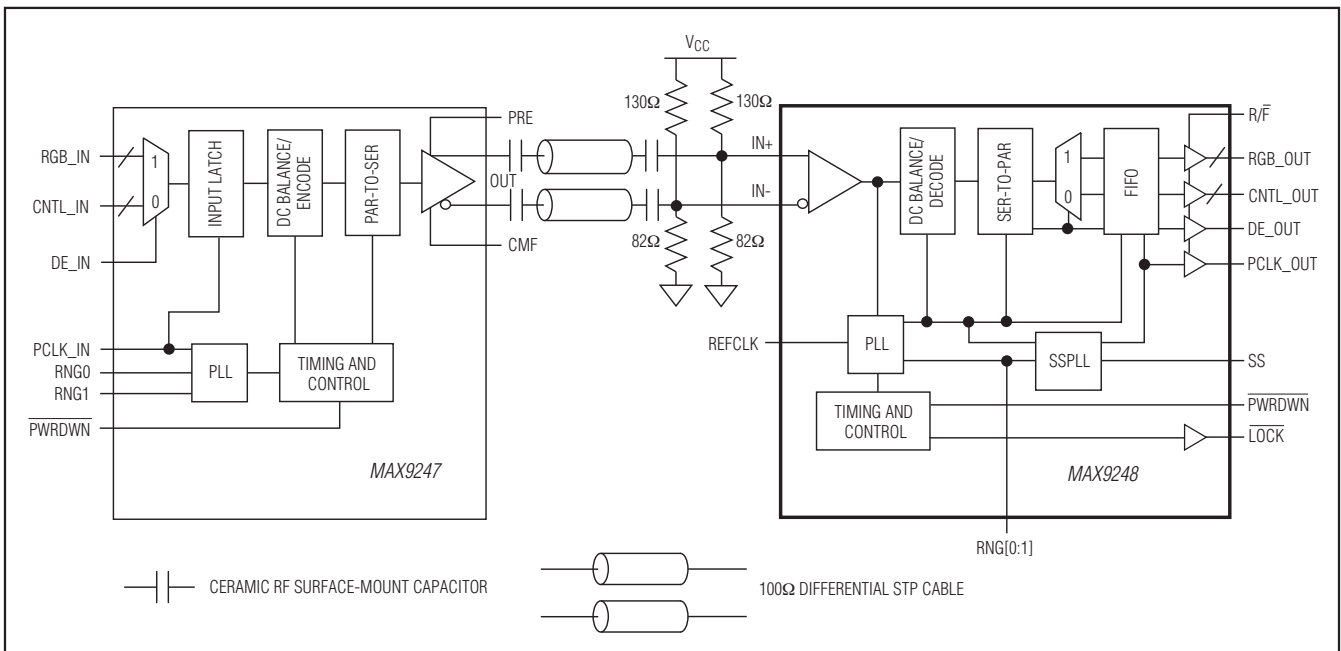 VCC
130Ω
130Ω
PRE
RGB_IN
1
INPUT LATCH
DC BALANCE/
ENCODE
PAR-TO-SER
OUT
CNTL_IN
0
DE_IN
CMF
82Ω
82Ω
PCLK_IN
RNG0
RNG1
PLL
TIMING AND
CONTROL
PWRDWN
MAX9247
IN+
IN-
DC BALANCE/
DECODE
SER-TO-PAR
1
0
FIFO
R/F
RGB_OUT
CNTL_OUT
DE_OUT
PCLK_OUT
REFCLK
PLL
SSPLL
SS
TIMING AND
CONTROL
PWRDWN
LOCK
MAX9248
RNG[0:1]
CERAMIC RF SURFACE-MOUNT CAPACITOR
100Ω DIFFERENTIAL STP CABLE